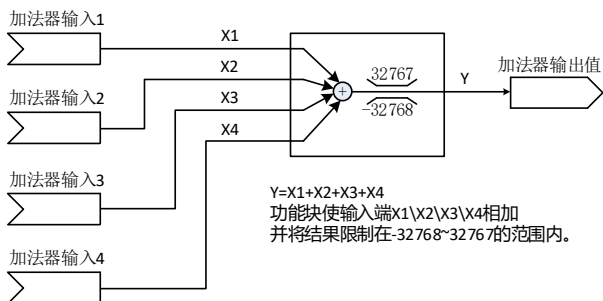 加法器输入1
X1
32767
加法器输出值
X2
Y
加法器输入2
X3
-32768
X4
加法器输入3
Y=X1+X2+X3+X4
功能块使输入端X1\X2\X3\X4相加
并将结果限制在-32768~32767的范围内。
加法器输入4